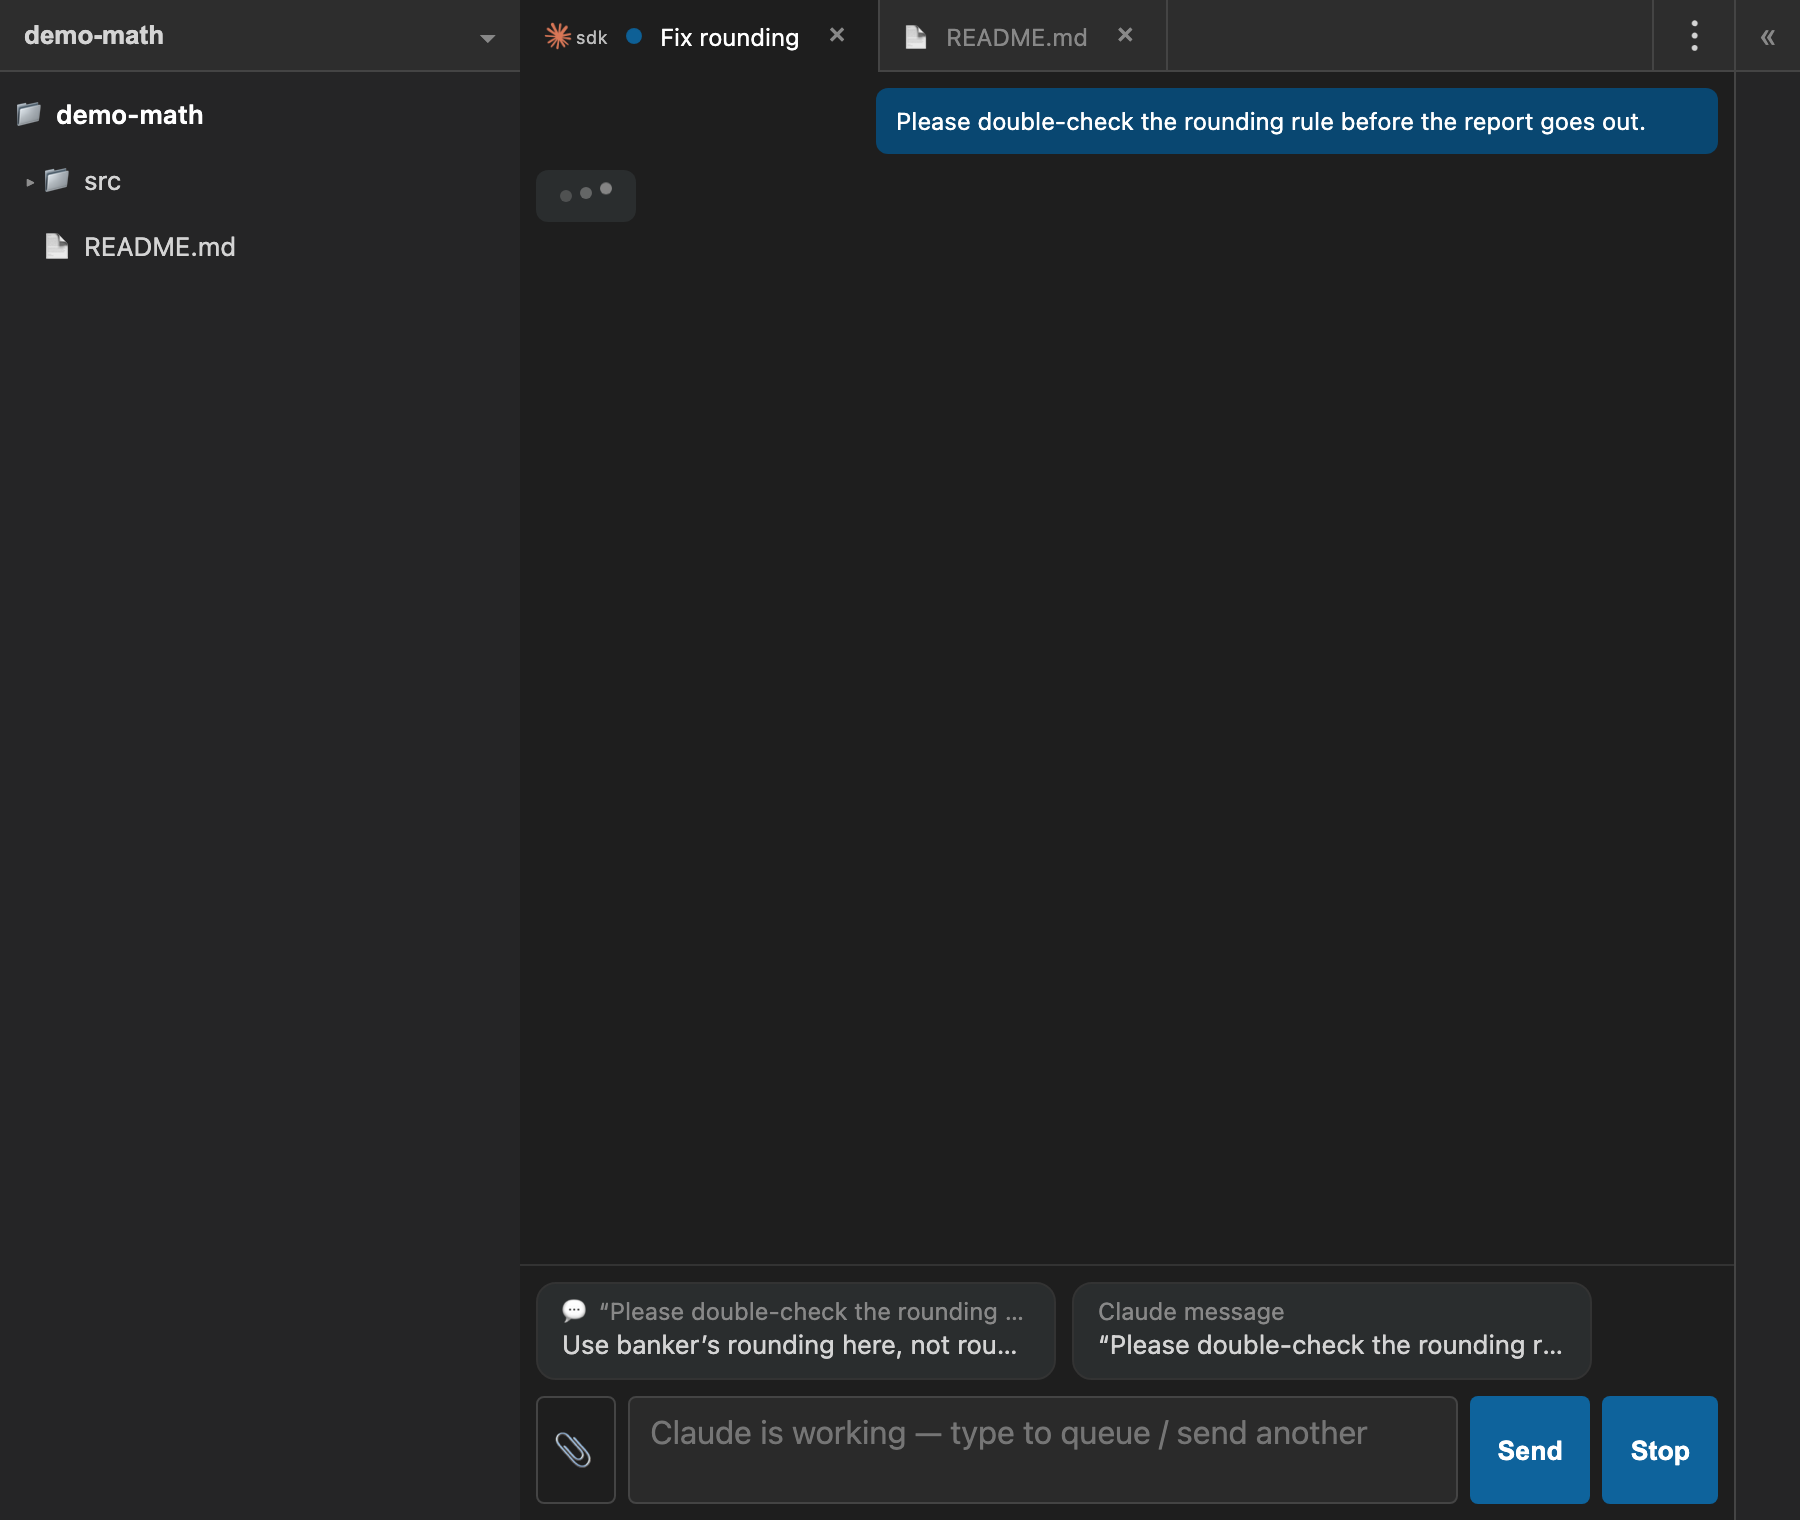 demo-math
sdk
Fix rounding
README.md
demo-math
src
README.md
Please double-check the rounding rule before the report goes out.
“Please double-check the rounding ...
Use banker’s rounding here, not rou...
Claude message
“Please double-check the rounding r...
Claude is working — type to queue / send another
Send
Stop